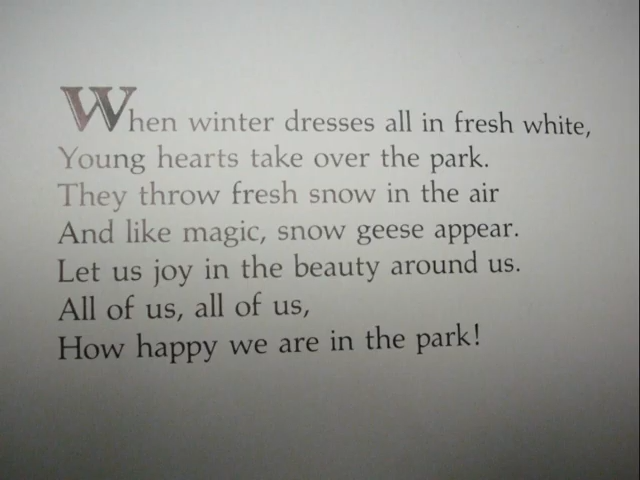 When winter dresses all in fresh white,
Young hearts take over the park.
They throw fresh snow in the air
And like magic, snow geese appear.
Let us joy in the beauty around us.
All of us, all of us,
How happy we are in the park!